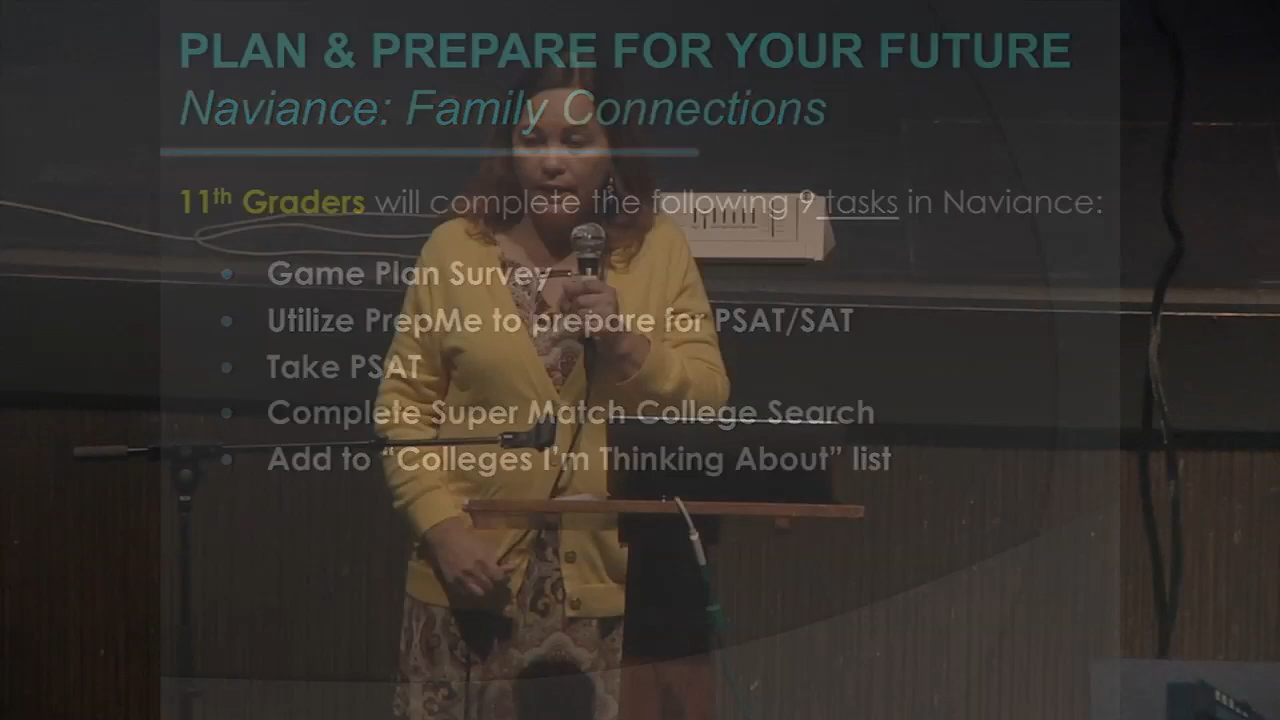 PLAN & PREPARE FOR YOUR FUTURE
Naviance: Family Connections
11th Graders will complete the following 9 tasks in Naviance:
• Game Plan Survey
• Utilize PrepMe to prepare for PSAT/SAT
• Take PSAT
• Complete Super Match College Search
• Add to “Colleges I’m Thinking About” list